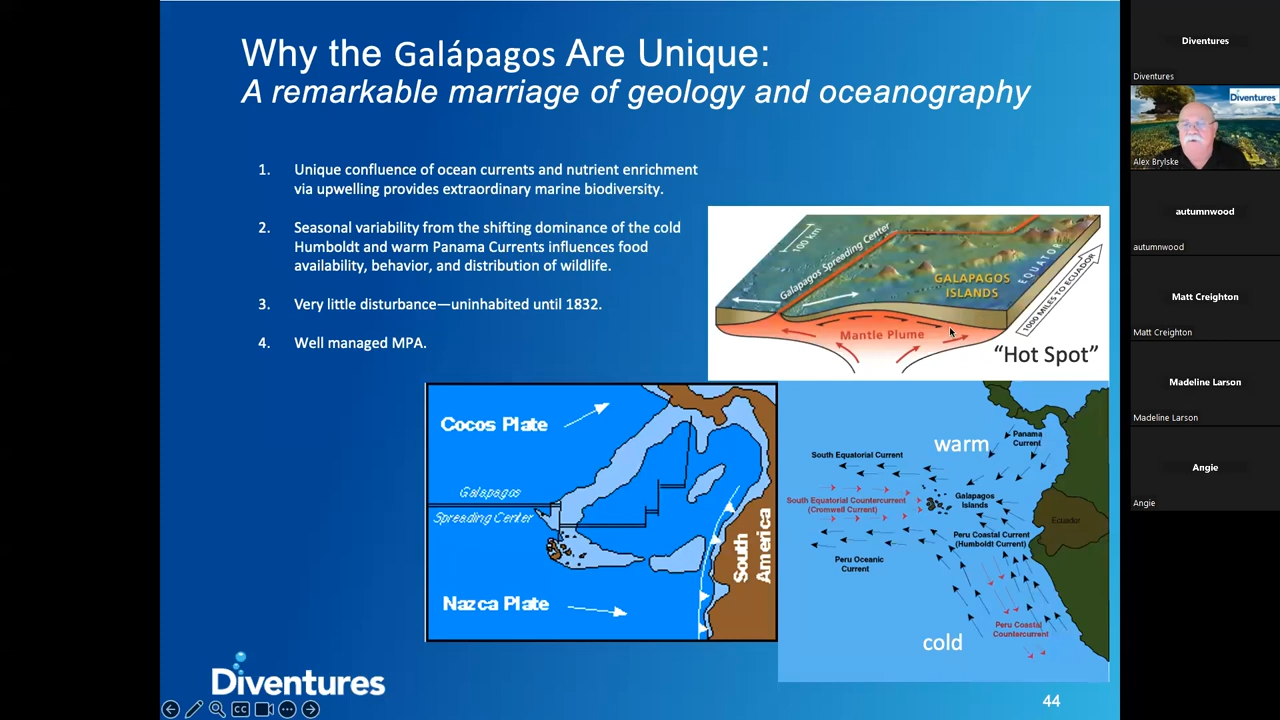 Why the Galápagos Are Unique:
A remarkable marriage of geology and oceanography
1. Unique confluence of ocean currents and nutrient enrichment
via upwelling provides extraordinary marine biodiversity.
2. Seasonal variability from the shifting dominance of the cold
Humboldt and warm Panama Currents influences food
availability, behavior, and distribution of wildlife.
3. Very little disturbance—uninhabited until 1832.
4. Well managed MPA.
100 km
Galapagos Spreading Center
GALAPAGOS
ISLANDS
EQUATOR
1000 MILES TO ECUADOR
Mantle Plume
“Hot Spot”
Cocos Plate
Galapagos
Spreading Center
Nazca Plate
South
America
warm
Panama
Current
South Equatorial Current
South Equatorial Countercurrent
(Cromwell Current)
Galapagos
Islands
Ecuador
Peru Coastal Current
(Humboldt Current)
Peru Oceanic
Current
Peru Coastal
Countercurrent
cold
Diventures
44
CC
Diventures
Diventures
Diventures
Alex Brylske
autumnwood
autumnwood
Matt Creighton
Matt Creighton
Madeline Larson
Madeline Larson
Angie
Angie